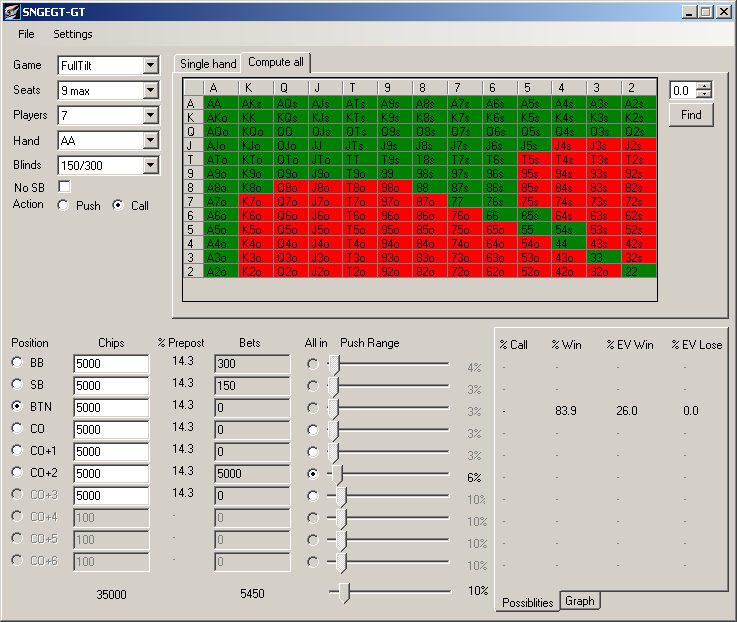 SNGEGT-GT
File Settings
Game FullTilt
Seats 9 max
Players 7
Hand AA
Blinds 150/300
No SB
Action Push Call
Single hand Compute all
A K Q J T 9 8 7 6 5 4 3 2
A AA AKs AQs AJs ATs A9s A8s A7s A6s A5s A4s A3s A2s
K AKo KK KQs KJs KTs K9s K8s K7s K6s K5s K4s K3s K2s
Q AQo KQo QQ QJs QTs Q9s Q8s Q7s Q6s Q5s Q4s Q3s Q2s
J AJo KJo QJo JJ JTs J9s J8s J7s J6s J5s J4s J3s J2s
T ATo KTo QTo JTo TT T9s T8s T7s T6s T5s T4s T3s T2s
9 A9o K9o Q9o J9o T9o 99 98s 97s 96s 95s 94s 93s 92s
8 A8o K8o Q8o J8o T8o 98o 88 87s 86s 85s 84s 83s 82s
7 A7o K7o Q7o J7o T7o 97o 87o 77 76s 75s 74s 73s 72s
6 A6o K6o Q6o J6o T6o 96o 86o 76o 66 65s 64s 63s 62s
5 A5o K5o Q5o J5o T5o 95o 85o 75o 65o 55 54s 53s 52s
4 A4o K4o Q4o J4o T4o 94o 84o 74o 64o 54o 44 43s 42s
3 A3o K3o Q3o J3o T3o 93o 83o 73o 63o 53o 43o 33 32s
2 A2o K2o Q2o J2o T2o 92o 82o 72o 62o 52o 42o 32o 22
0.0
Find
Position Chips % Prepost Bets All in Push Range
BB 5000 14.3 300 4%
SB 5000 14.3 150 3%
BTN 5000 14.3 0 3%
CO 5000 14.3 0 3%
CO+1 5000 14.3 0 3%
CO+2 5000 14.3 5000 6%
CO+3 5000 14.3 0 10%
CO+4 100 - 0 10%
CO+5 100 - 0 10%
CO+6 100 - 0 10%
35000 5450 10%
% Call % Win % EV Win % EV Lose
- - - -
- - - -
- 83.9 26.0 0.0
- - - -
- - - -
- - - -
- - - -
- - - -
- - - -
- - - -
Possiblities Graph